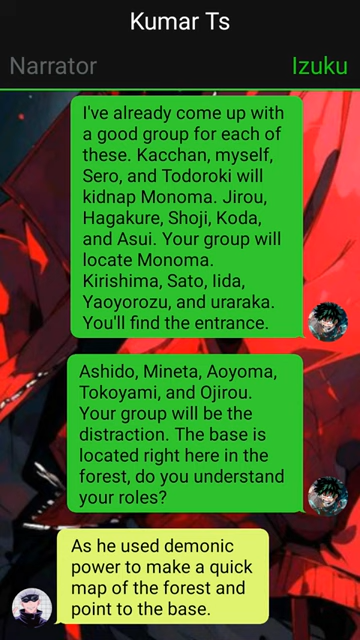 Kumar Ts
Narrator
Izuku
I've already come up with
a good group for each of
these. Kacchan, myself,
Sero, and Todoroki will
kidnap Monoma. Jirou,
Hagakure, Shoji, Koda,
and Asui. Your group will
locate Monoma.
Kirishima, Sato, Iida,
Yaoyorozu, and uraraka.
You'll find the entrance.
Ashido, Mineta, Aoyoma,
Tokoyami, and Ojirou.
Your group will be the
distraction. The base is
located right here in the
forest, do you understand
your roles?
As he used demonic
power to make a quick
map of the forest and
point to the base.